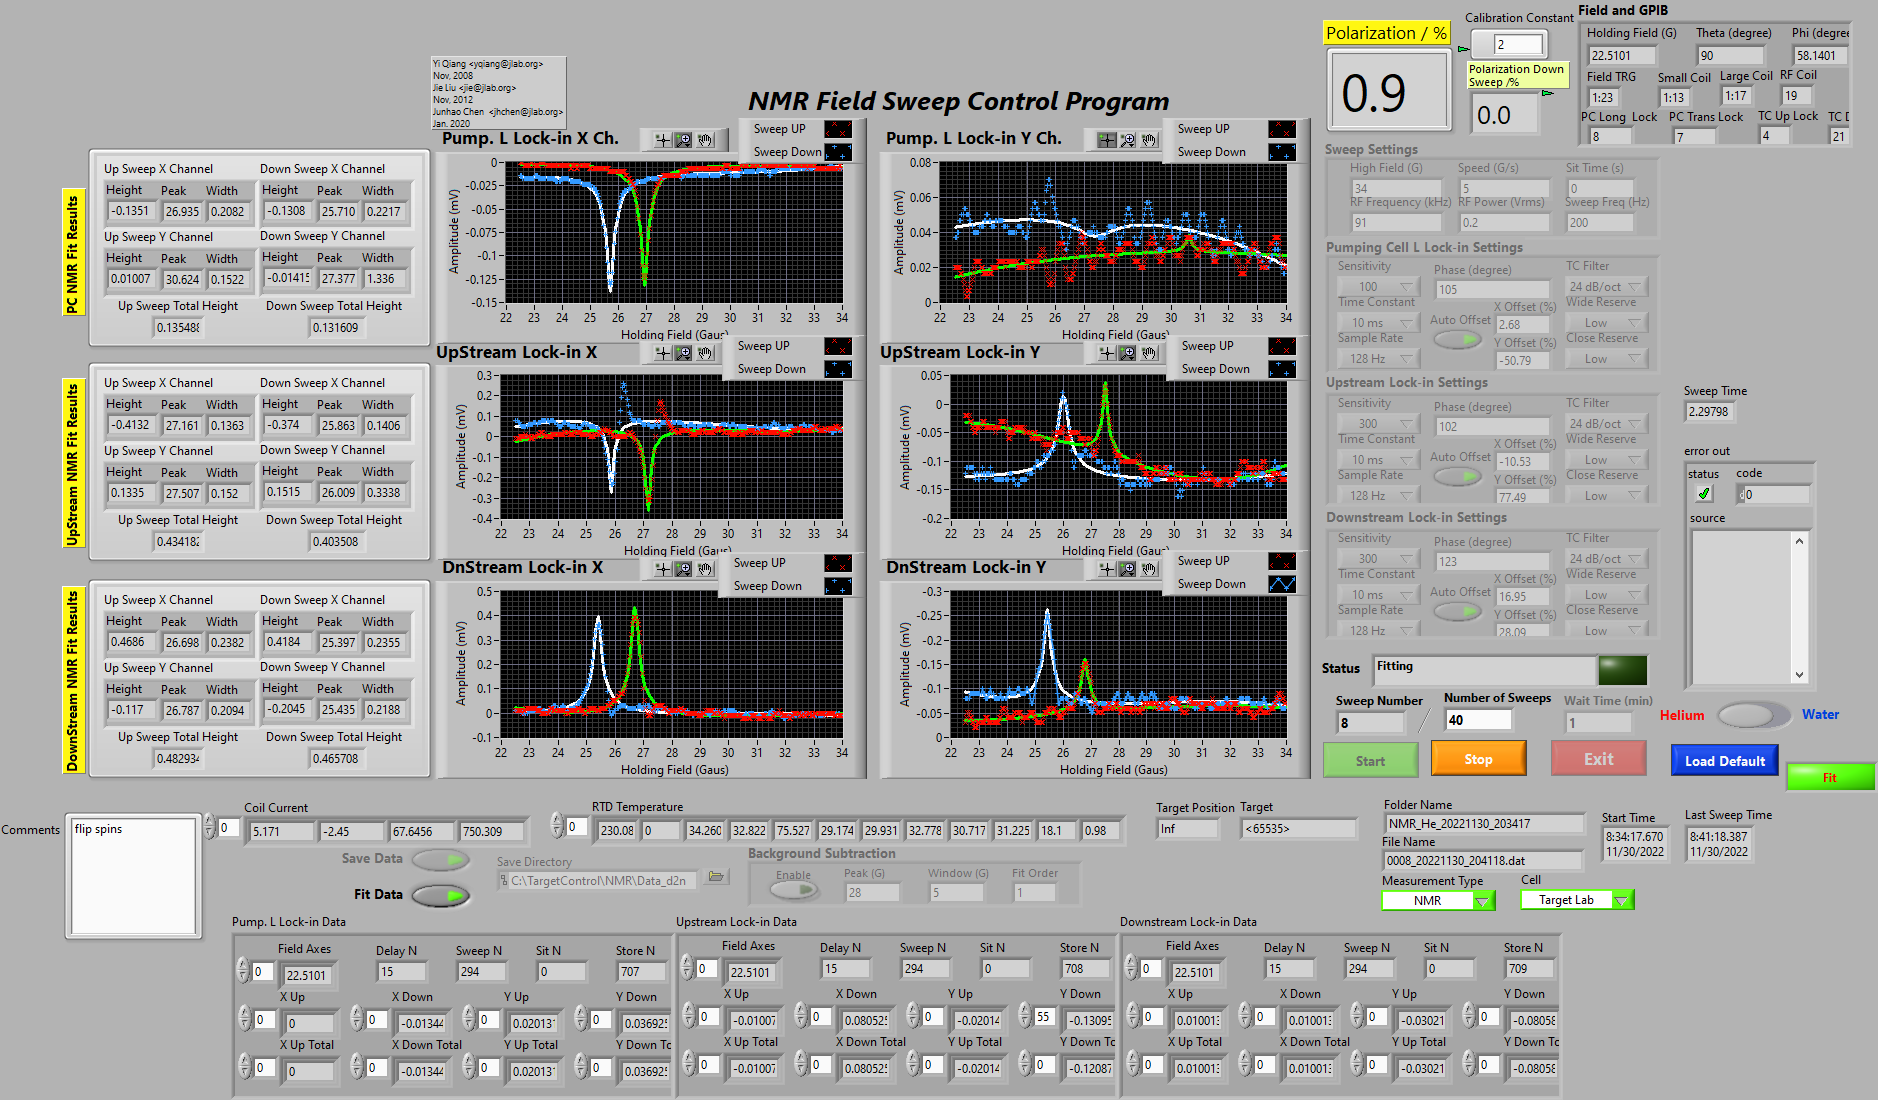 Yi Qiang <yqiang@jlab.org>
Nov, 2008
Jie Liu <jie@jlab.org>
Nov, 2012
Junhao Chen <jhchen@jlab.org>
Jan. 2020
NMR Field Sweep Control Program
Polarization / %
0.9
Calibration Constant
2
Polarization Down
Sweep /%
0.0
Field and GPIB
Holding Field (G) Theta (degree) Phi (degree
22.5101 90 58.1401
Field TRG Small Coil Large Coil RF Coil
1:23 1:13 1:17 19
PC Long Lock PC Trans Lock TC Up Lock TC D
8 7 4 21
PC NMR Fit Results
Up Sweep X Channel Down Sweep X Channel
Height Peak Width Height Peak Width
-0.1351 26.935 0.2082 -0.1308 25.710 0.2217
Up Sweep Y Channel Down Sweep Y Channel
Height Peak Width Height Peak Width
0.01007 30.624 0.1522 -0.01415 27.377 1.336
Up Sweep Total Height Down Sweep Total Height
0.135488 0.131609
UpStream NMR Fit Results
Up Sweep X Channel Down Sweep X Channel
Height Peak Width Height Peak Width
-0.4132 27.161 0.1363 -0.374 25.863 0.1406
Up Sweep Y Channel Down Sweep Y Channel
Height Peak Width Height Peak Width
0.1335 27.507 0.152 0.1515 26.009 0.3338
Up Sweep Total Height Down Sweep Total Height
0.434182 0.403508
DownStream NMR Fit Results
Up Sweep X Channel Down Sweep X Channel
Height Peak Width Height Peak Width
0.4686 26.698 0.2382 0.4184 25.397 0.2355
Up Sweep Y Channel Down Sweep Y Channel
Height Peak Width Height Peak Width
-0.117 26.787 0.2094 -0.2045 25.435 0.2188
Up Sweep Total Height Down Sweep Total Height
0.482934 0.465708
Pump. L Lock-in X Ch.
Sweep UP
Sweep Down
Amplitude (mV)
0
-0.025
-0.05
-0.075
-0.1
-0.125
-0.15
22 23 24 25 26 27 28 29 30 31 32 33 34
Holding Field (Gaus)
Pump. L Lock-in Y Ch.
Sweep UP
Sweep Down
Amplitude (mV)
0.08
0.06
0.04
0.02
0
22 23 24 25 26 27 28 29 30 31 32 33 34
Holding Field (Gaus)
UpStream Lock-in X
Sweep UP
Sweep Down
Amplitude (mV)
0.3
0.2
0.1
0
-0.1
-0.2
-0.3
-0.4
22 23 24 25 26 27 28 29 30 31 32 33 34
Holding Field (Gaus)
UpStream Lock-in Y
Sweep UP
Sweep Down
Amplitude (mV)
0.05
0
-0.05
-0.1
-0.15
-0.2
22 23 24 25 26 27 28 29 30 31 32 33 34
Holding Field (Gaus)
DnStream Lock-in X
Sweep UP
Sweep Down
Amplitude (mV)
0.5
0.4
0.3
0.2
0.1
0
-0.1
22 23 24 25 26 27 28 29 30 31 32 33 34
Holding Field (Gaus)
DnStream Lock-in Y
Sweep UP
Sweep Down
Amplitude (mV)
-0.3
-0.25
-0.2
-0.15
-0.1
-0.05
0
22 23 24 25 26 27 28 29 30 31 32 33 34
Holding Field (Gaus)
Sweep Settings
High Field (G) Speed (G/s) Sit Time (s)
34 5 0
RF Frequency (kHz) RF Power (Vrms) Sweep Freq (Hz)
91 0.2 200
Pumping Cell L Lock-in Settings
Sensitivity Phase (degree) TC Filter
100 105 24 dB/oct
Time Constant X Offset (%) Wide Reserve
10 ms Auto Offset 2.68 Low
Sample Rate Y Offset (%) Close Reserve
128 Hz -50.79 Low
Upstream Lock-in Settings
Sensitivity Phase (degree) TC Filter
300 102 24 dB/oct
Time Constant X Offset (%) Wide Reserve
10 ms Auto Offset -10.53 Low
Sample Rate Y Offset (%) Close Reserve
128 Hz 77.49 Low
Downstream Lock-in Settings
Sensitivity Phase (degree) TC Filter
300 123 24 dB/oct
Time Constant X Offset (%) Wide Reserve
10 ms Auto Offset 16.95 Low
Sample Rate Y Offset (%) Close Reserve
128 Hz 28.09 Low
Sweep Time
2.29798
error out
status code
0
source
Status Fitting
Sweep Number / Number of Sweeps Wait Time (min)
8 40 1
Helium Water
Start Stop Exit Load Default Fit
Comments
flip spins
Coil Current
0 5.171 -2.45 67.6456 750.309
RTD Temperature
0 230.08 0 34.260 32.822 75.527 29.174 29.931 32.778 30.717 31.225 18.1 0.98
Target Position Target
Inf <65535>
Folder Name
NMR_He_20221130_203417
File Name
0008_20221130_204118.dat
Start Time
8:34:17.670
11/30/2022
Last Sweep Time
8:41:18.387
11/30/2022
Measurement Type Cell
NMR Target Lab
Save Data
Fit Data
Save Directory
C:\TargetControl\NMR\Data_d2n
Background Subtraction
Enable Peak (G) Window (G) Fit Order
28 5 1
Pump. L Lock-in Data
Field Axes Delay N Sweep N Sit N Store N
0 22.5101 15 294 0 707
X Up X Down Y Up Y Down
0 0 0 -0.01344 0 0.02013 0 0.03692
X Up Total X Down Total Y Up Total Y Down To
0 0 0 -0.01344 0 0.02013 0 0.03692
Upstream Lock-in Data
Field Axes Delay N Sweep N Sit N Store N
0 22.5101 15 294 0 708
X Up X Down Y Up Y Down
0 -0.01007 0 0.08052 0 -0.02014 55 -0.13095
X Up Total X Down Total Y Up Total Y Down Tc
0 -0.01007 0 0.08052 0 -0.02014 0 -0.12087
Downstream Lock-in Data
Field Axes Delay N Sweep N Sit N Store N
0 22.5101 15 294 0 709
X Up X Down Y Up Y Down
0 0.01001 0 0.01001 0 -0.03021 0 -0.08058
X Up Total X Down Total Y Up Total Y Down Tc
0 0.01001 0 0.01001 0 -0.03021 0 -0.08058